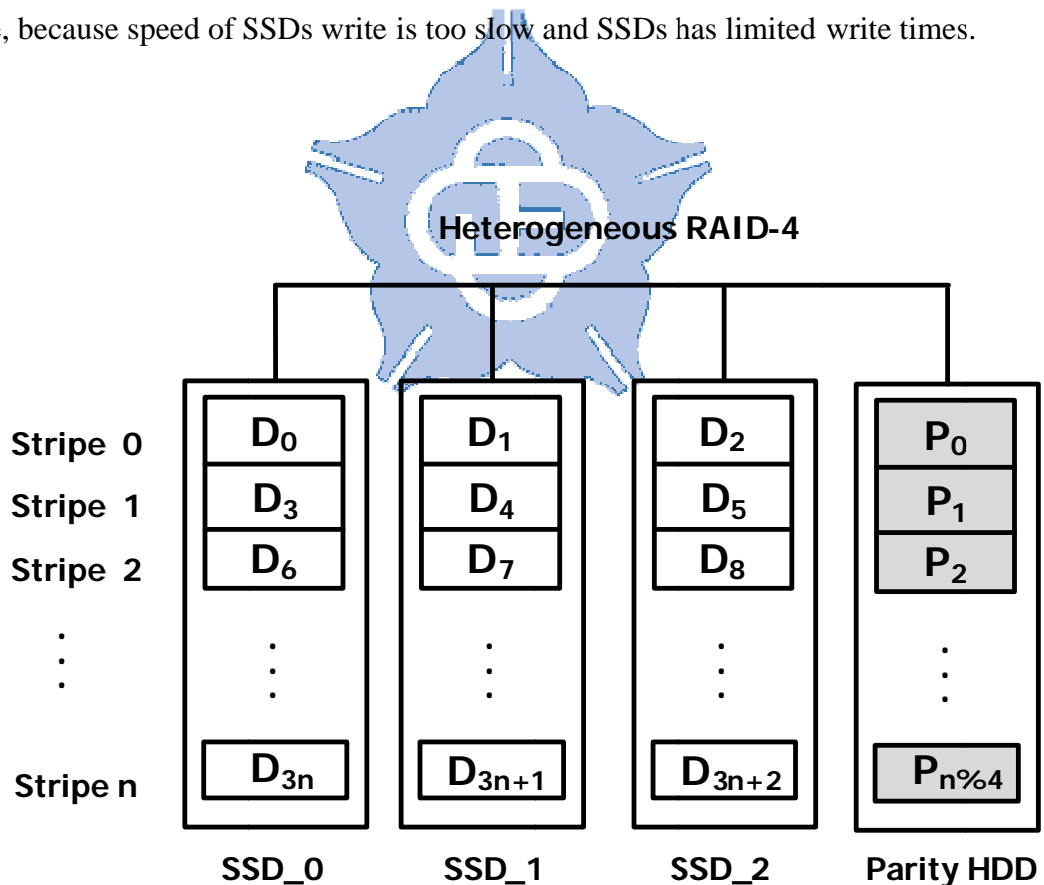 , because speed of SSDs write is too slow and SSDs has limited write times.
Heterogeneous RAID-4
Stripe 0 D0 D1 D2 P0
Stripe 1 D3 D4 D5 P1
Stripe 2 D6 D7 D8 P2
. . . . .
. . . . .
. . . . .
Stripe n D3n D3n+1 D3n+2 Pn%4
SSD_0 SSD_1 SSD_2 Parity HDD